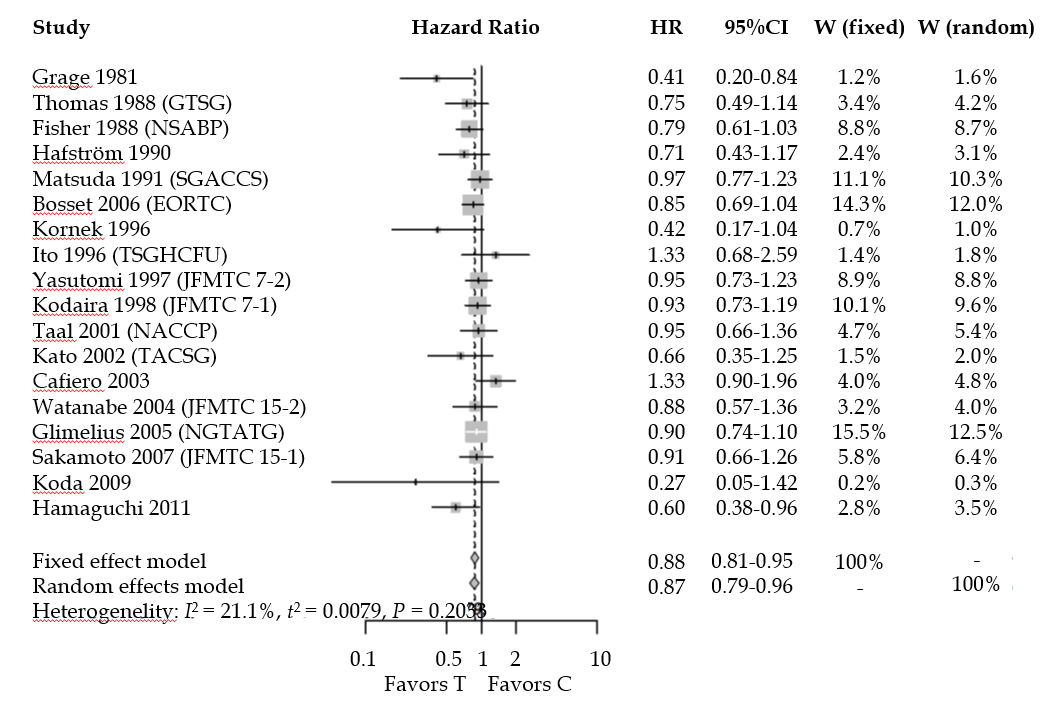 Study Hazard Ratio HR 95%CI W (fixed) W (random)
Grage 1981 0.41 0.20-0.84 1.2% 1.6%
Thomas 1988 (GTSG) 0.75 0.49-1.14 3.4% 4.2%
Fisher 1988 (NSABP) 0.79 0.61-1.03 8.8% 8.7%
Hafström 1990 0.71 0.43-1.17 2.4% 3.1%
Matsuda 1991 (SGACCS) 0.97 0.77-1.23 11.1% 10.3%
Bosset 2006 (EORTC) 0.85 0.69-1.04 14.3% 12.0%
Kornek 1996 0.42 0.17-1.04 0.7% 1.0%
Ito 1996 (TSGHCFU) 1.33 0.68-2.59 1.4% 1.8%
Yasutomi 1997 (JFMTC 7-2) 0.95 0.73-1.23 8.9% 8.8%
Kodaira 1998 (JFMTC 7-1) 0.93 0.73-1.19 10.1% 9.6%
Taal 2001 (NACCP) 0.95 0.66-1.36 4.7% 5.4%
Kato 2002 (TACSG) 0.66 0.35-1.25 1.5% 2.0%
Cafiero 2003 1.33 0.90-1.96 4.0% 4.8%
Watanabe 2004 (JFMTC 15-2) 0.88 0.57-1.36 3.2% 4.0%
Glimelius 2005 (NGTATG) 0.90 0.74-1.10 15.5% 12.5%
Sakamoto 2007 (JFMTC 15-1) 0.91 0.66-1.26 5.8% 6.4%
Koda 2009 0.27 0.05-1.42 0.2% 0.3%
Hamaguchi 2011 0.60 0.38-0.96 2.8% 3.5%
Fixed effect model 0.88 0.81-0.95 100% -
Random effects model 0.87 0.79-0.96 - 100%
Heterogenelity: I² = 21.1%, t² = 0.0079, P =
0.1 0.5 1 2 10
Favors T Favors C